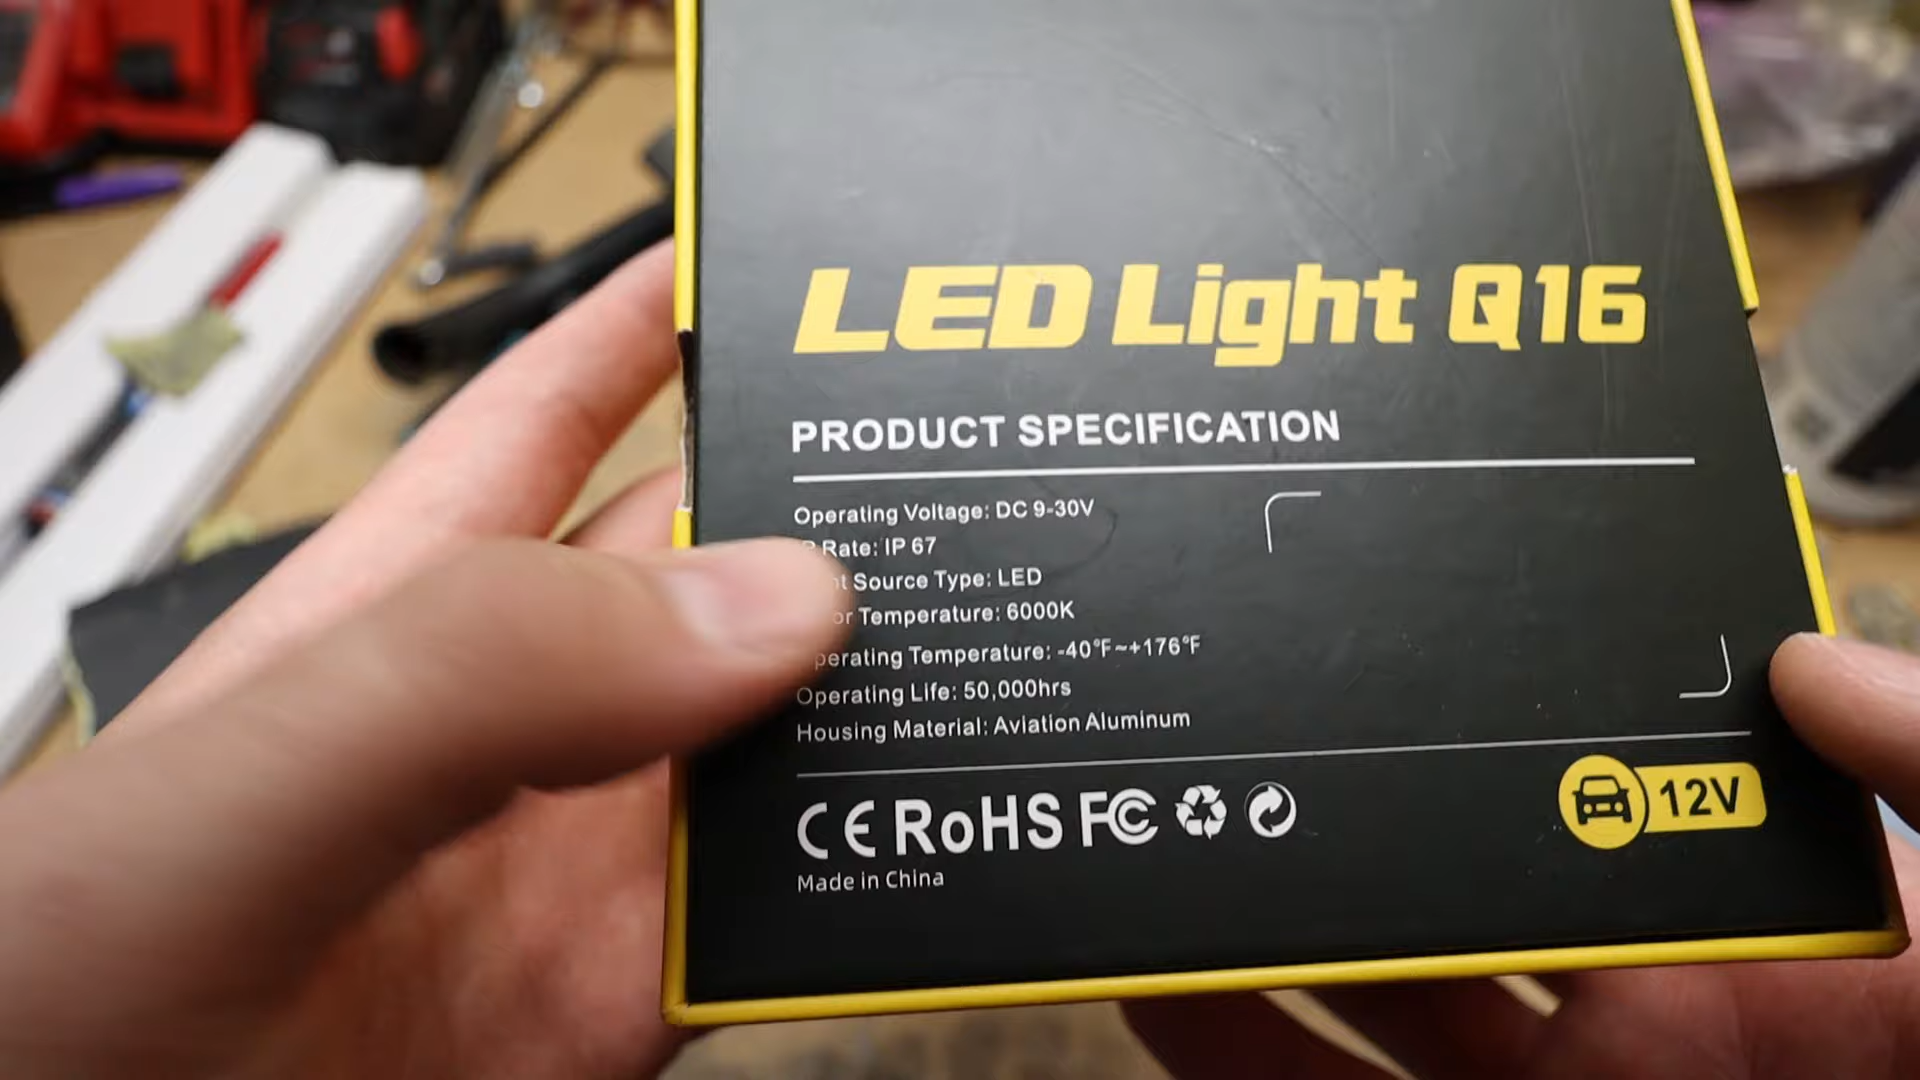 LED Light Q16
PRODUCT SPECIFICATION
Operating Voltage: DC 9-30V
Rate: IP 67
Source Type: LED
Temperature: 6000K
Temperature: -40°F~+176°F
Operating Life: 50,000hrs
Housing Material: Aviation Aluminum
CE RoHS FC
12V
Made in China